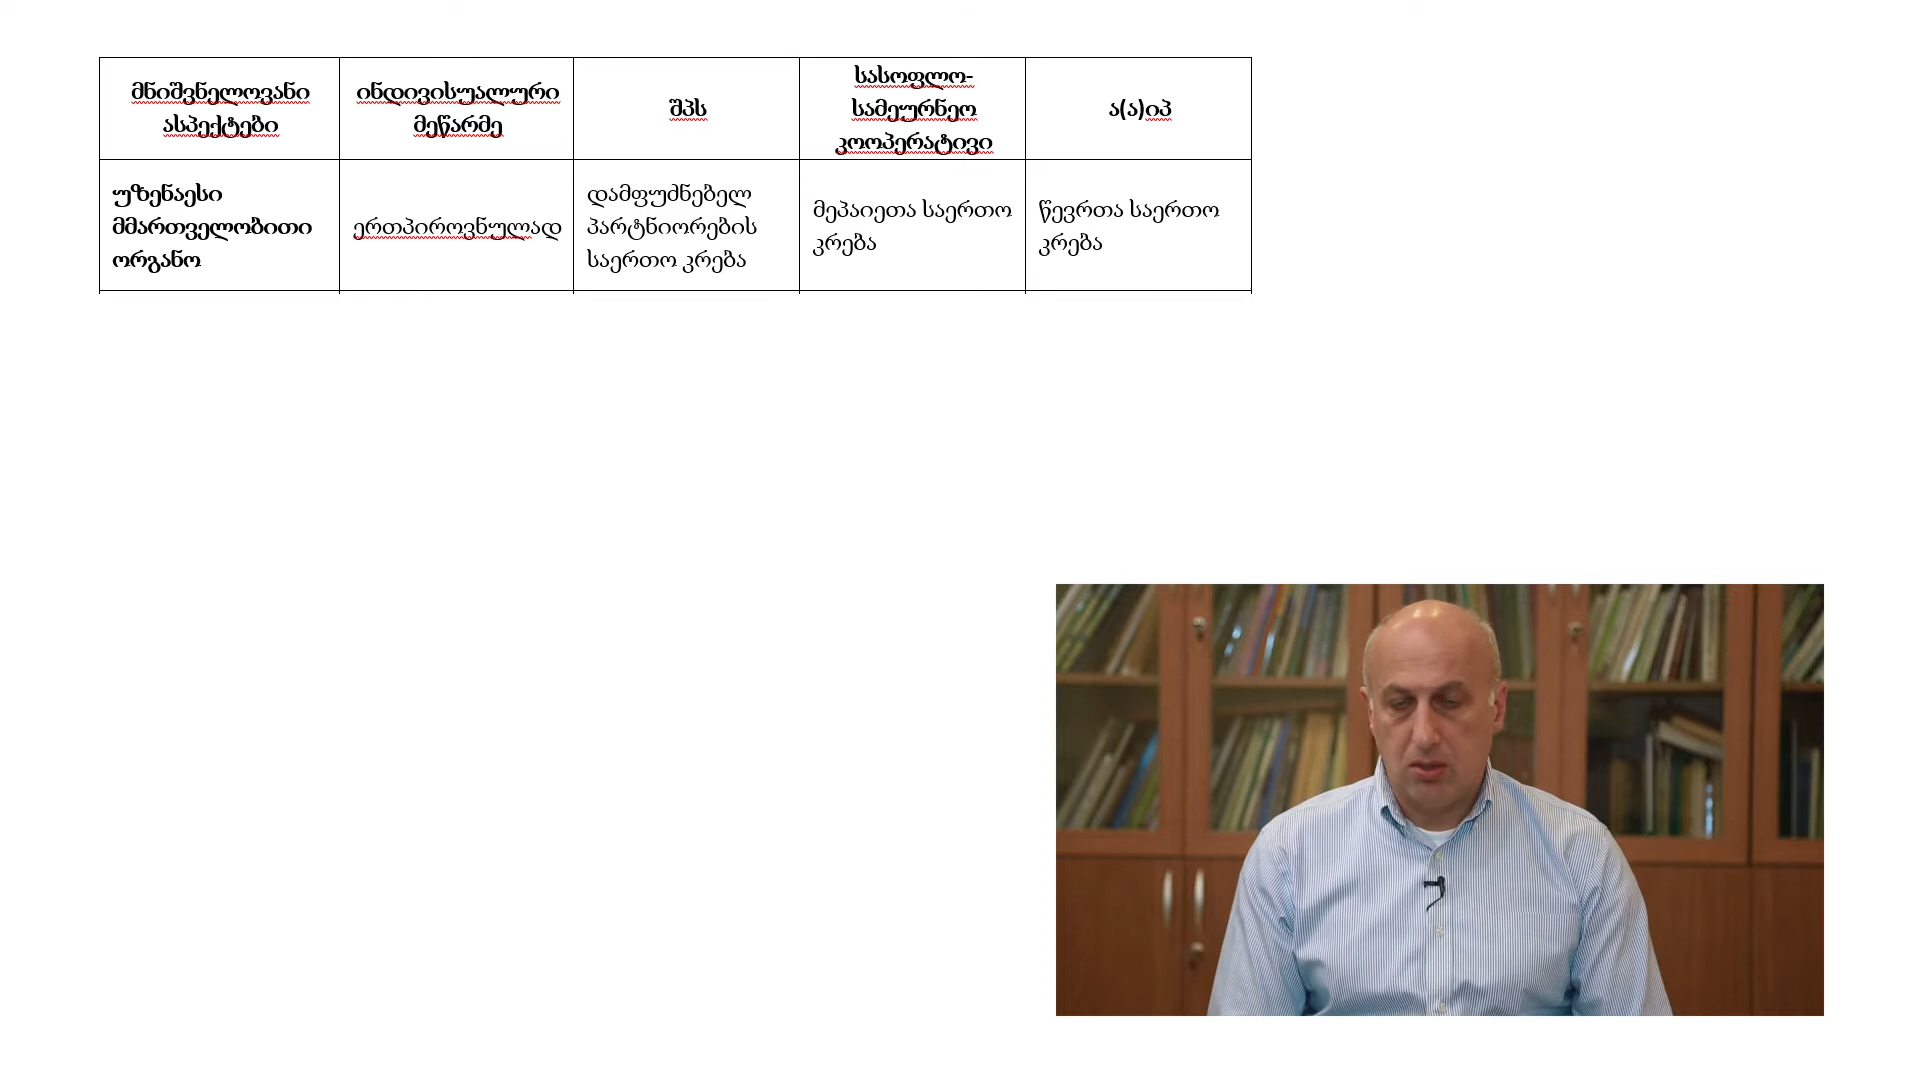 მნიშვნელოვანი
ასპექტები
ინდივისუალური
მეწარმე
შპს
სასოფლო-
სამეურნეო
კოოპერატივი
ა(ა)იპ
უზენაესი
მმართველობითი
ორგანო
ერთპიროვნულად
დამფუძნებელ
პარტნიორების
საერთო კრება
მეპაიეთა საერთო
კრება
წევრთა საერთო
კრება